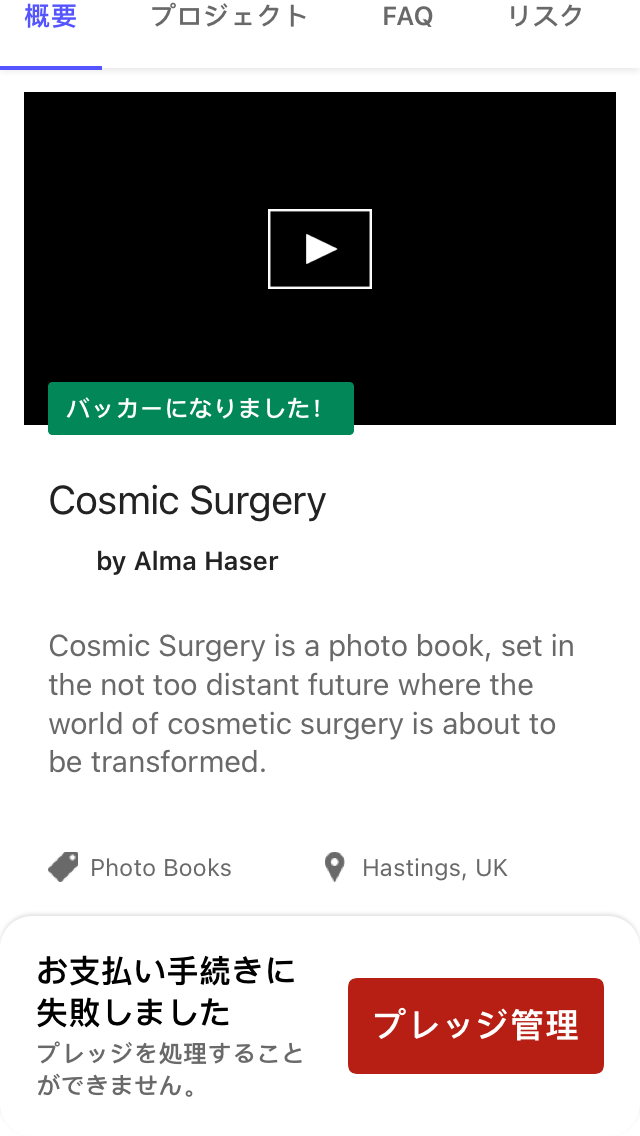 概要 プロジェクト FAQ リスク
バッカーになりました!
Cosmic Surgery
by Alma Haser
Cosmic Surgery is a photo book, set in
the not too distant future where the
world of cosmetic surgery is about to
be transformed.
Photo Books Hastings, UK
お支払い手続きに
失敗しました
プレッジを処理すること
ができません。
プレッジ管理